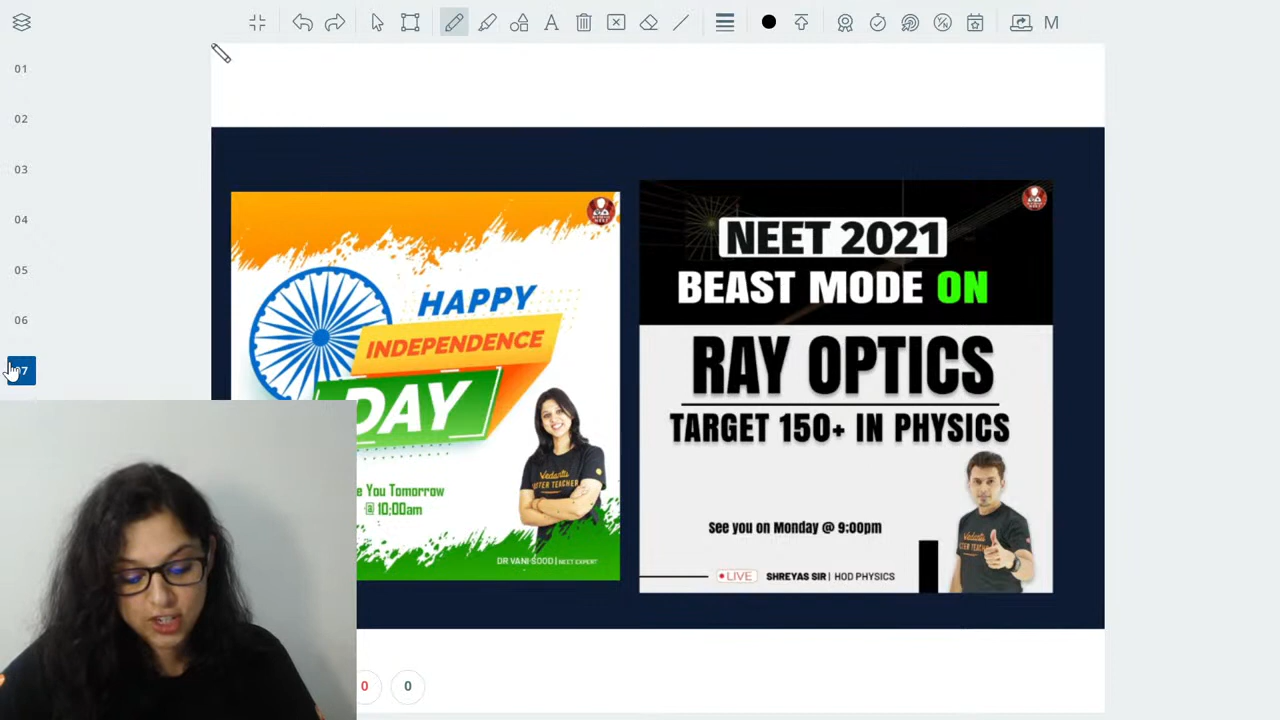 M
01
02
03
04
05
06
07
HAPPY
INDEPENDENCE
DAY
e You Tomorrow
@ 10:00am
Vedantu
DR VANI SOOD | NEET EXPERT
NEET 2021
BEAST MODE ON
RAY OPTICS
TARGET 150+ IN PHYSICS
See you on Monday @ 9:00pm
Vedantu
LIVE SHREYAS SIR | HOD PHYSICS
0 0